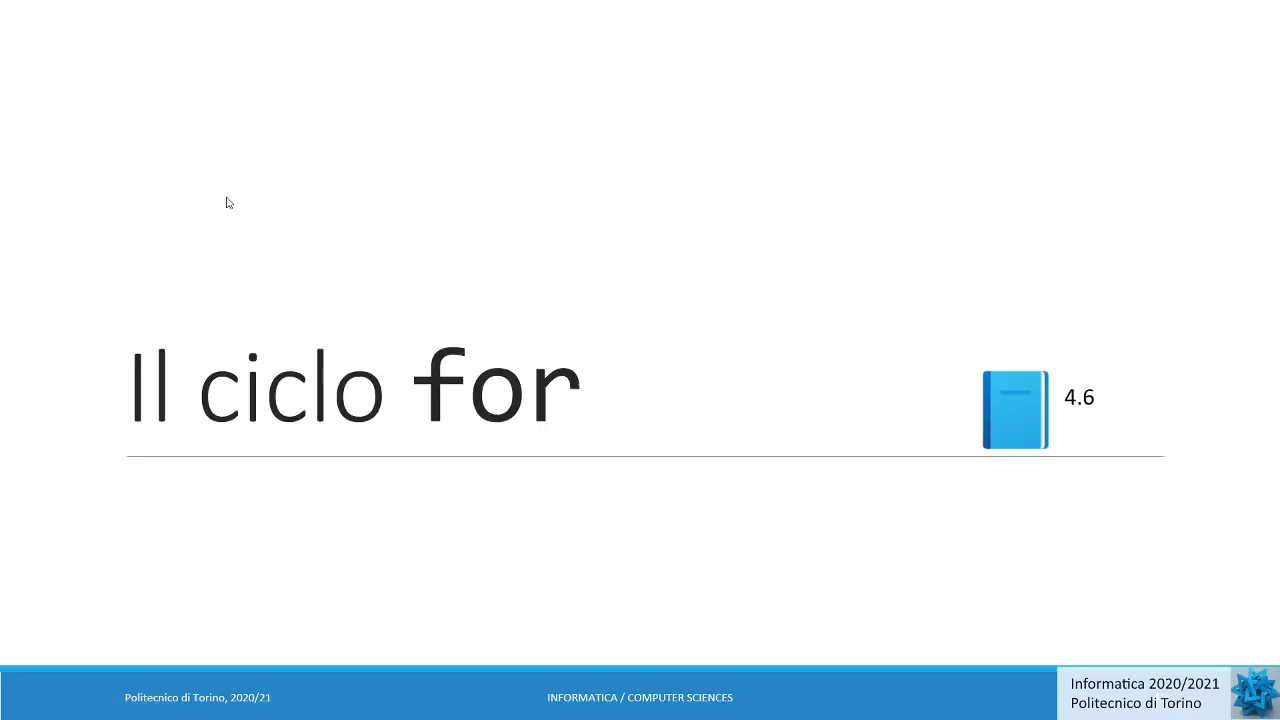 Il ciclo for
4.6
Politecnico di Torino, 2020/21
INFORMATICA / COMPUTER SCIENCES
Informatica 2020/2021
Politecnico di Torino